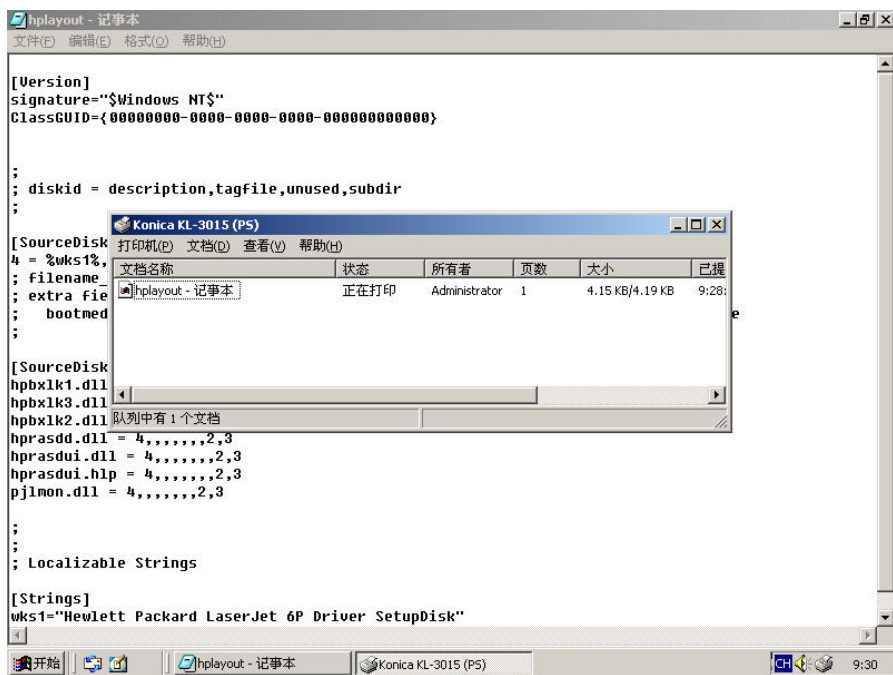 hplayout - 记事本
文件(F) 编辑(E) 格式(O) 帮助(H)
[Version]
signature="$Windows NT$"
ClassGUID={00000000-0000-0000-0000-000000000000}
;
; diskid = description,tagfile,unused,subdir
;
[SourceDisk
4 = %wks1%,
; filename_
; extra fie
; bootmed
e
;
[SourceDisk
hpbxlk1.dll
hpbxlk3.dll
hpbxlk2.dll
hprasdd.dll = 4,,,,,,,2,3
hprasdui.dll = 4,,,,,,,2,3
hprasdui.hlp = 4,,,,,,,2,3
pjlmon.dll = 4,,,,,,,2,3
;
;
; Localizable Strings
[Strings]
wks1="Hewlett Packard LaserJet 6P Driver SetupDisk"
Konica KL-3015 (PS)
打印机(P) 文档(D) 查看(V) 帮助(H)
文档名称 状态 所有者 页数 大小 已提
hplayout - 记事本 正在打印 Administrator 1 4.15 KB/4.19 KB 9:28:
队列中有 1 个文档
开始 hplayout - 记事本 Konica KL-3015 (PS) CH 9:30